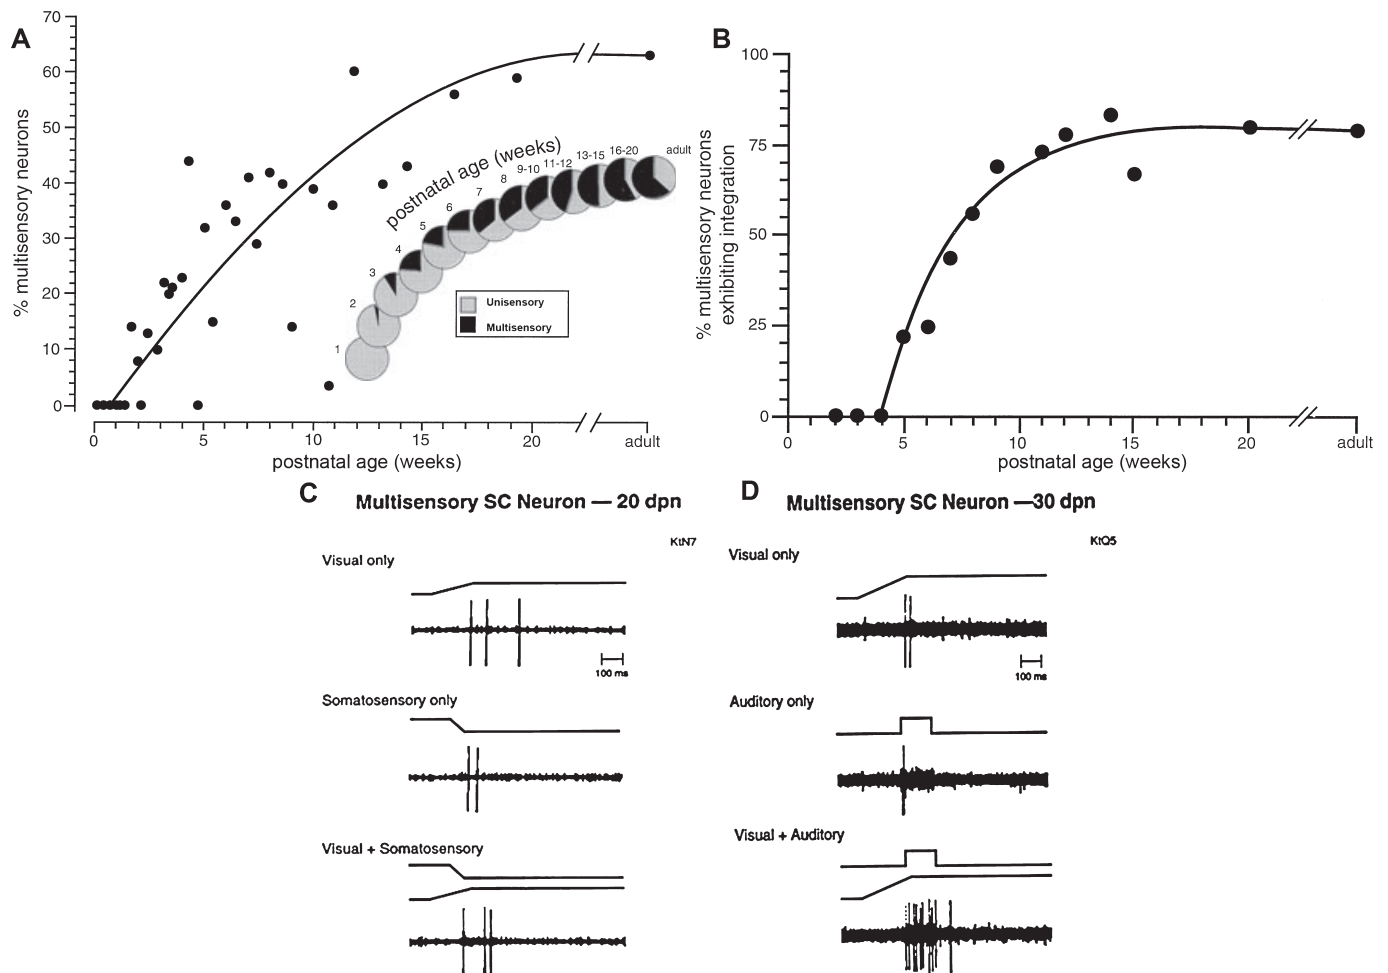 A
% multisensory neurons
70
60
50
40
30
20
10
0
0 5 10 15 20 adult
postnatal age (weeks)
postnatal age (weeks)
1
2
3
4
5
6
7
8
9-10
11-12
13-15
16-20
adult
Unisensory
Multisensory
B
% multisensory neurons
exhibiting integration
100
75
50
25
0
0 5 10 15 20 adult
postnatal age (weeks)
C
Multisensory SC Neuron — 20 dpn
KtN7
Visual only
100 ms
Somatosensory only
Visual + Somatosensory
D
Multisensory SC Neuron —30 dpn
KtQ5
Visual only
100 ms
Auditory only
Visual + Auditory